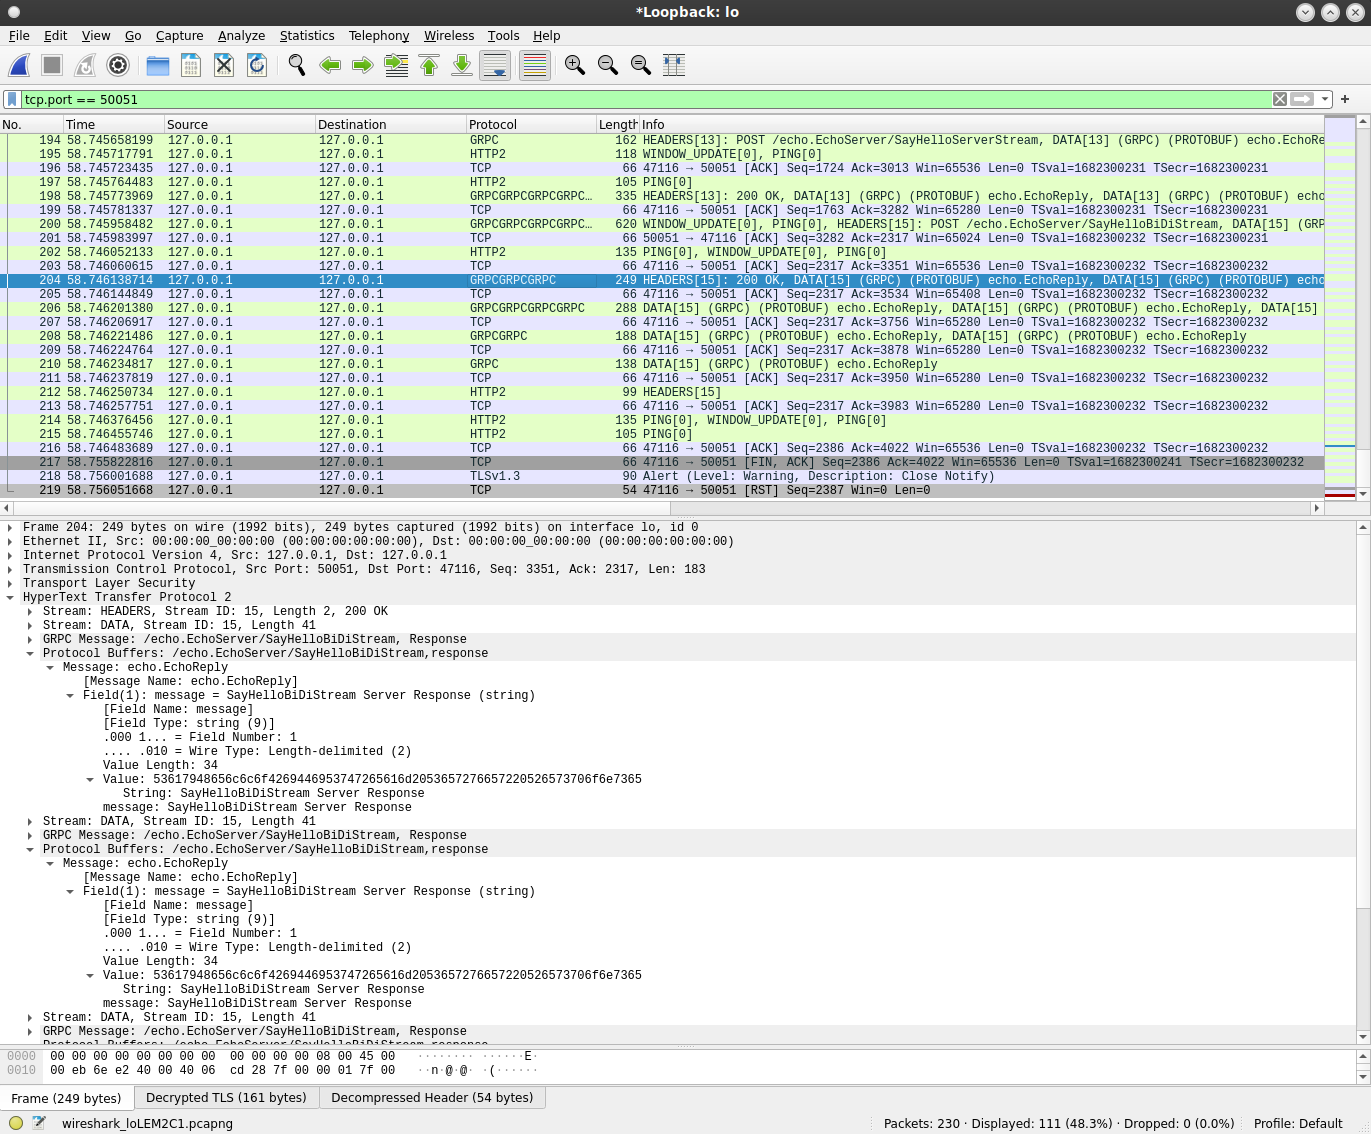 *Loopback: lo
File Edit View Go Capture Analyze Statistics Telephony Wireless Tools Help
tcp.port == 50051
No. Time Source Destination Protocol Length Info
194 58.745658199 127.0.0.1 127.0.0.1 GRPC 162 HEADERS[13]: POST /echo.EchoServer/SayHelloServerStream, DATA[13] (GRPC) (PROTOBUF) echo.EchoRe
195 58.745717791 127.0.0.1 127.0.0.1 HTTP2 118 WINDOW_UPDATE[0], PING[0]
196 58.745723435 127.0.0.1 127.0.0.1 TCP 66 47116 → 50051 [ACK] Seq=1724 Ack=3013 Win=65536 Len=0 TSval=1682300231 TSecr=1682300231
197 58.745764483 127.0.0.1 127.0.0.1 HTTP2 105 PING[0]
198 58.745773969 127.0.0.1 127.0.0.1 GRPCGRPCGRPCGRPC… 335 HEADERS[13]: 200 OK, DATA[13] (GRPC) (PROTOBUF) echo.EchoReply, DATA[13] (GRPC) (PROTOBUF) echo
199 58.745781337 127.0.0.1 127.0.0.1 TCP 66 47116 → 50051 [ACK] Seq=1763 Ack=3282 Win=65280 Len=0 TSval=1682300231 TSecr=1682300231
200 58.745958482 127.0.0.1 127.0.0.1 GRPCGRPCGRPCGRPC… 620 WINDOW_UPDATE[0], PING[0], HEADERS[15]: POST /echo.EchoServer/SayHelloBiDiStream, DATA[15] (GRP
201 58.745983997 127.0.0.1 127.0.0.1 TCP 66 50051 → 47116 [ACK] Seq=3282 Ack=2317 Win=65024 Len=0 TSval=1682300232 TSecr=1682300231
202 58.746052133 127.0.0.1 127.0.0.1 HTTP2 135 PING[0], WINDOW_UPDATE[0], PING[0]
203 58.746060615 127.0.0.1 127.0.0.1 TCP 66 47116 → 50051 [ACK] Seq=2317 Ack=3351 Win=65536 Len=0 TSval=1682300232 TSecr=1682300232
204 58.746138714 127.0.0.1 127.0.0.1 GRPCGRPCGRPC 249 HEADERS[15]: 200 OK, DATA[15] (GRPC) (PROTOBUF) echo.EchoReply, DATA[15] (GRPC) (PROTOBUF) echo
205 58.746144849 127.0.0.1 127.0.0.1 TCP 66 47116 → 50051 [ACK] Seq=2317 Ack=3534 Win=65408 Len=0 TSval=1682300232 TSecr=1682300232
206 58.746201380 127.0.0.1 127.0.0.1 GRPCGRPCGRPCGRPC 288 DATA[15] (GRPC) (PROTOBUF) echo.EchoReply, DATA[15] (GRPC) (PROTOBUF) echo.EchoReply, DATA[15]
207 58.746206917 127.0.0.1 127.0.0.1 TCP 66 47116 → 50051 [ACK] Seq=2317 Ack=3756 Win=65280 Len=0 TSval=1682300232 TSecr=1682300232
208 58.746221486 127.0.0.1 127.0.0.1 GRPCGRPC 188 DATA[15] (GRPC) (PROTOBUF) echo.EchoReply, DATA[15] (GRPC) (PROTOBUF) echo.EchoReply
209 58.746224764 127.0.0.1 127.0.0.1 TCP 66 47116 → 50051 [ACK] Seq=2317 Ack=3878 Win=65280 Len=0 TSval=1682300232 TSecr=1682300232
210 58.746234817 127.0.0.1 127.0.0.1 GRPC 138 DATA[15] (GRPC) (PROTOBUF) echo.EchoReply
211 58.746237819 127.0.0.1 127.0.0.1 TCP 66 47116 → 50051 [ACK] Seq=2317 Ack=3950 Win=65280 Len=0 TSval=1682300232 TSecr=1682300232
212 58.746250734 127.0.0.1 127.0.0.1 HTTP2 99 HEADERS[15]
213 58.746257751 127.0.0.1 127.0.0.1 TCP 66 47116 → 50051 [ACK] Seq=2317 Ack=3983 Win=65280 Len=0 TSval=1682300232 TSecr=1682300232
214 58.746376456 127.0.0.1 127.0.0.1 HTTP2 135 PING[0], WINDOW_UPDATE[0], PING[0]
215 58.746455746 127.0.0.1 127.0.0.1 HTTP2 105 PING[0]
216 58.746483689 127.0.0.1 127.0.0.1 TCP 66 47116 → 50051 [ACK] Seq=2386 Ack=4022 Win=65536 Len=0 TSval=1682300232 TSecr=1682300232
217 58.755822816 127.0.0.1 127.0.0.1 TCP 66 47116 → 50051 [FIN, ACK] Seq=2386 Ack=4022 Win=65536 Len=0 TSval=1682300241 TSecr=1682300232
218 58.756001688 127.0.0.1 127.0.0.1 TLSv1.3 90 Alert (Level: Warning, Description: Close Notify)
219 58.756051668 127.0.0.1 127.0.0.1 TCP 54 47116 → 50051 [RST] Seq=2387 Win=0 Len=0
Frame 204: 249 bytes on wire (1992 bits), 249 bytes captured (1992 bits) on interface lo, id 0
Ethernet II, Src: 00:00:00_00:00:00 (00:00:00:00:00:00), Dst: 00:00:00_00:00:00 (00:00:00:00:00:00)
Internet Protocol Version 4, Src: 127.0.0.1, Dst: 127.0.0.1
Transmission Control Protocol, Src Port: 50051, Dst Port: 47116, Seq: 3351, Ack: 2317, Len: 183
Transport Layer Security
HyperText Transfer Protocol 2
Stream: HEADERS, Stream ID: 15, Length 2, 200 OK
Stream: DATA, Stream ID: 15, Length 41
GRPC Message: /echo.EchoServer/SayHelloBiDiStream, Response
Protocol Buffers: /echo.EchoServer/SayHelloBiDiStream,response
Message: echo.EchoReply
[Message Name: echo.EchoReply]
Field(1): message = SayHelloBiDiStream Server Response (string)
[Field Name: message]
[Field Type: string (9)]
.000 1... = Field Number: 1
.... .010 = Wire Type: Length-delimited (2)
Value Length: 34
Value: 53617948656c6c6f4269446953747265616d20536572766572205265 73706f6e7365
String: SayHelloBiDiStream Server Response
message: SayHelloBiDiStream Server Response
Stream: DATA, Stream ID: 15, Length 41
GRPC Message: /echo.EchoServer/SayHelloBiDiStream, Response
Protocol Buffers: /echo.EchoServer/SayHelloBiDiStream,response
Message: echo.EchoReply
[Message Name: echo.EchoReply]
Field(1): message = SayHelloBiDiStream Server Response (string)
[Field Name: message]
[Field Type: string (9)]
.000 1... = Field Number: 1
.... .010 = Wire Type: Length-delimited (2)
Value Length: 34
Value: 53617948656c6c6f4269446953747265616d2053657276657220526573706f6e7365
String: SayHelloBiDiStream Server Response
message: SayHelloBiDiStream Server Response
Stream: DATA, Stream ID: 15, Length 41
GRPC Message: /echo.EchoServer/SayHelloBiDiStream, Response
Protocol Buffers: /echo.EchoServer/SayHelloBiDiStream,response
0000 00 00 00 00 00 00 00 00 00 00 00 00 08 00 45 00 ········ ······E·
0010 00 eb 6e e2 40 00 40 06 cd 28 7f 00 00 01 7f 00 ··n·@·@· ·(······
Frame (249 bytes) Decrypted TLS (161 bytes) Decompressed Header (54 bytes)
wireshark_loLEM2C1.pcapng Packets: 230 · Displayed: 111 (48.3%) · Dropped: 0 (0.0%) Profile: Default